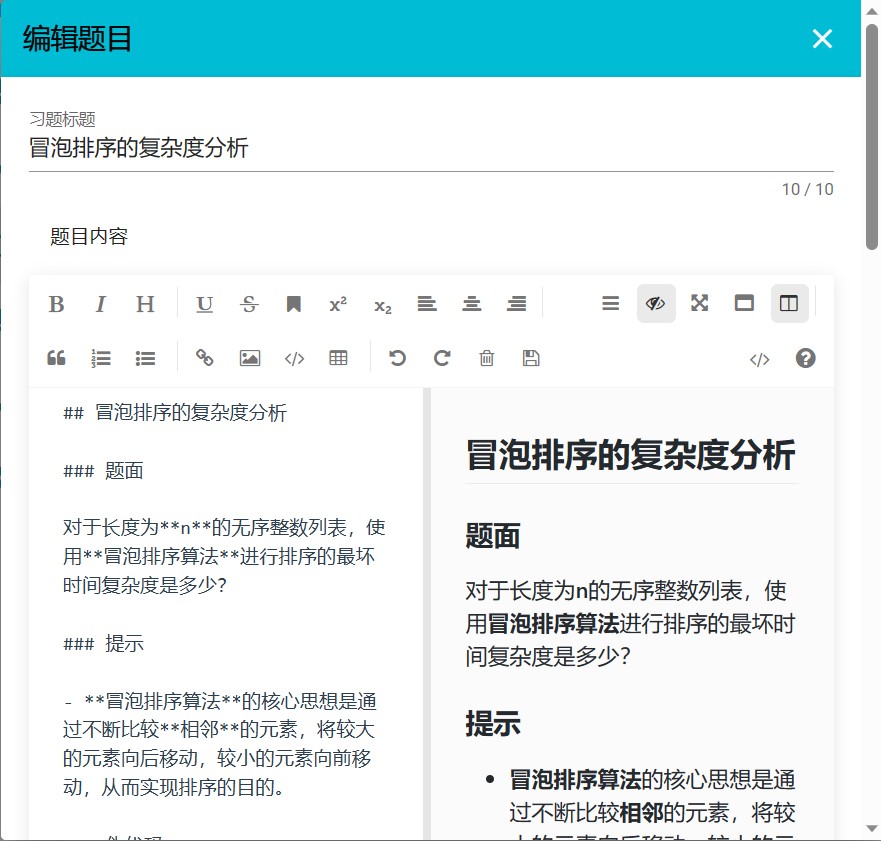 编辑题目
习题标题
冒泡排序的复杂度分析
10 / 10
题目内容
B I H U S x² x₂
## 冒泡排序的复杂度分析
### 题面
对于长度为**n**的无序整数列表，使
用**冒泡排序算法**进行排序的最坏
时间复杂度是多少？
### 提示
- **冒泡排序算法**的核心思想是通
过不断比较**相邻**的元素，将较大
的元素向后移动，较小的元素向前移
动，从而实现排序的目的。
冒泡排序的复杂度分析
题面
对于长度为n的无序整数列表，使
用冒泡排序算法进行排序的最坏时
间复杂度是多少？
提示
冒泡排序算法的核心思想是通
过不断比较相邻的元素，将较